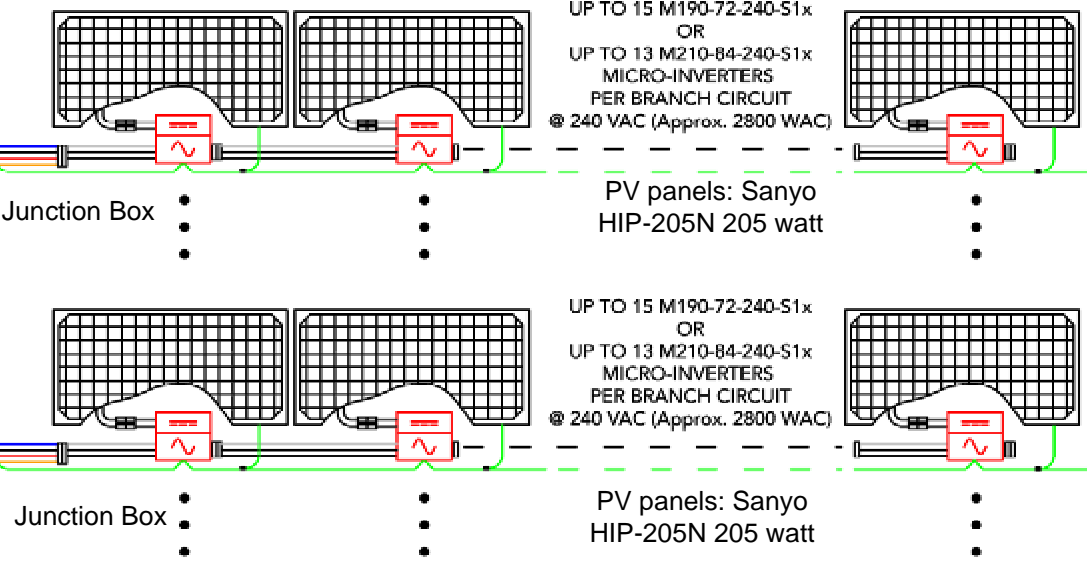 UP TO 15 M190-72-240-S1x
OR
UP TO 13 M210-84-240-S1x
MICRO-INVERTERS
PER BRANCH CIRCUIT
@ 240 VAC (Approx. 2800 WAC)
Junction Box
PV panels: Sanyo
HIP-205N 205 watt
UP TO 15 M190-72-240-S1x
OR
UP TO 13 M210-84-240-S1x
MICRO-INVERTERS
PER BRANCH CIRCUIT
@ 240 VAC (Approx. 2800 WAC)
Junction Box
PV panels: Sanyo
HIP-205N 205 watt